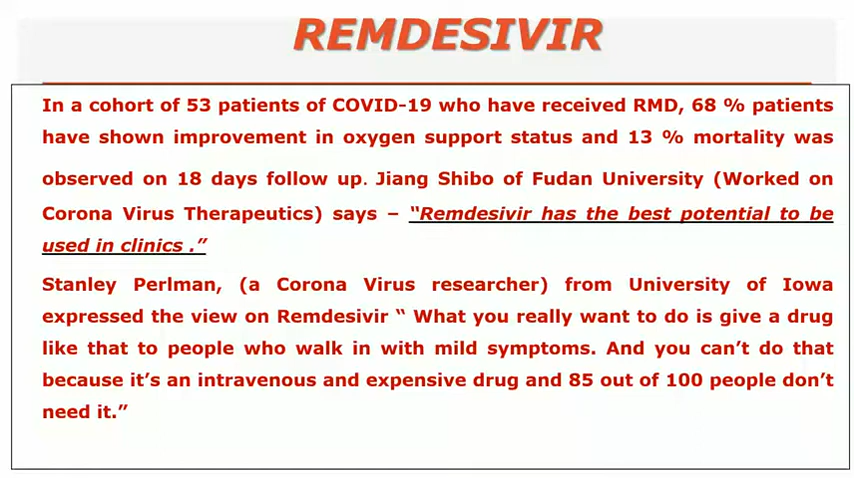 REMDESIVIR
In a cohort of 53 patients of COVID-19 who have received RMD, 68 % patients
have shown improvement in oxygen support status and 13 % mortality was
observed on 18 days follow up. Jiang Shibo of Fudan University (Worked on
Corona Virus Therapeutics) says – “Remdesivir has the best potential to be
used in clinics .”
Stanley Perlman, (a Corona Virus researcher) from University of Iowa
expressed the view on Remdesivir “ What you really want to do is give a drug
like that to people who walk in with mild symptoms. And you can’t do that
because it’s an intravenous and expensive drug and 85 out of 100 people don’t
need it.”